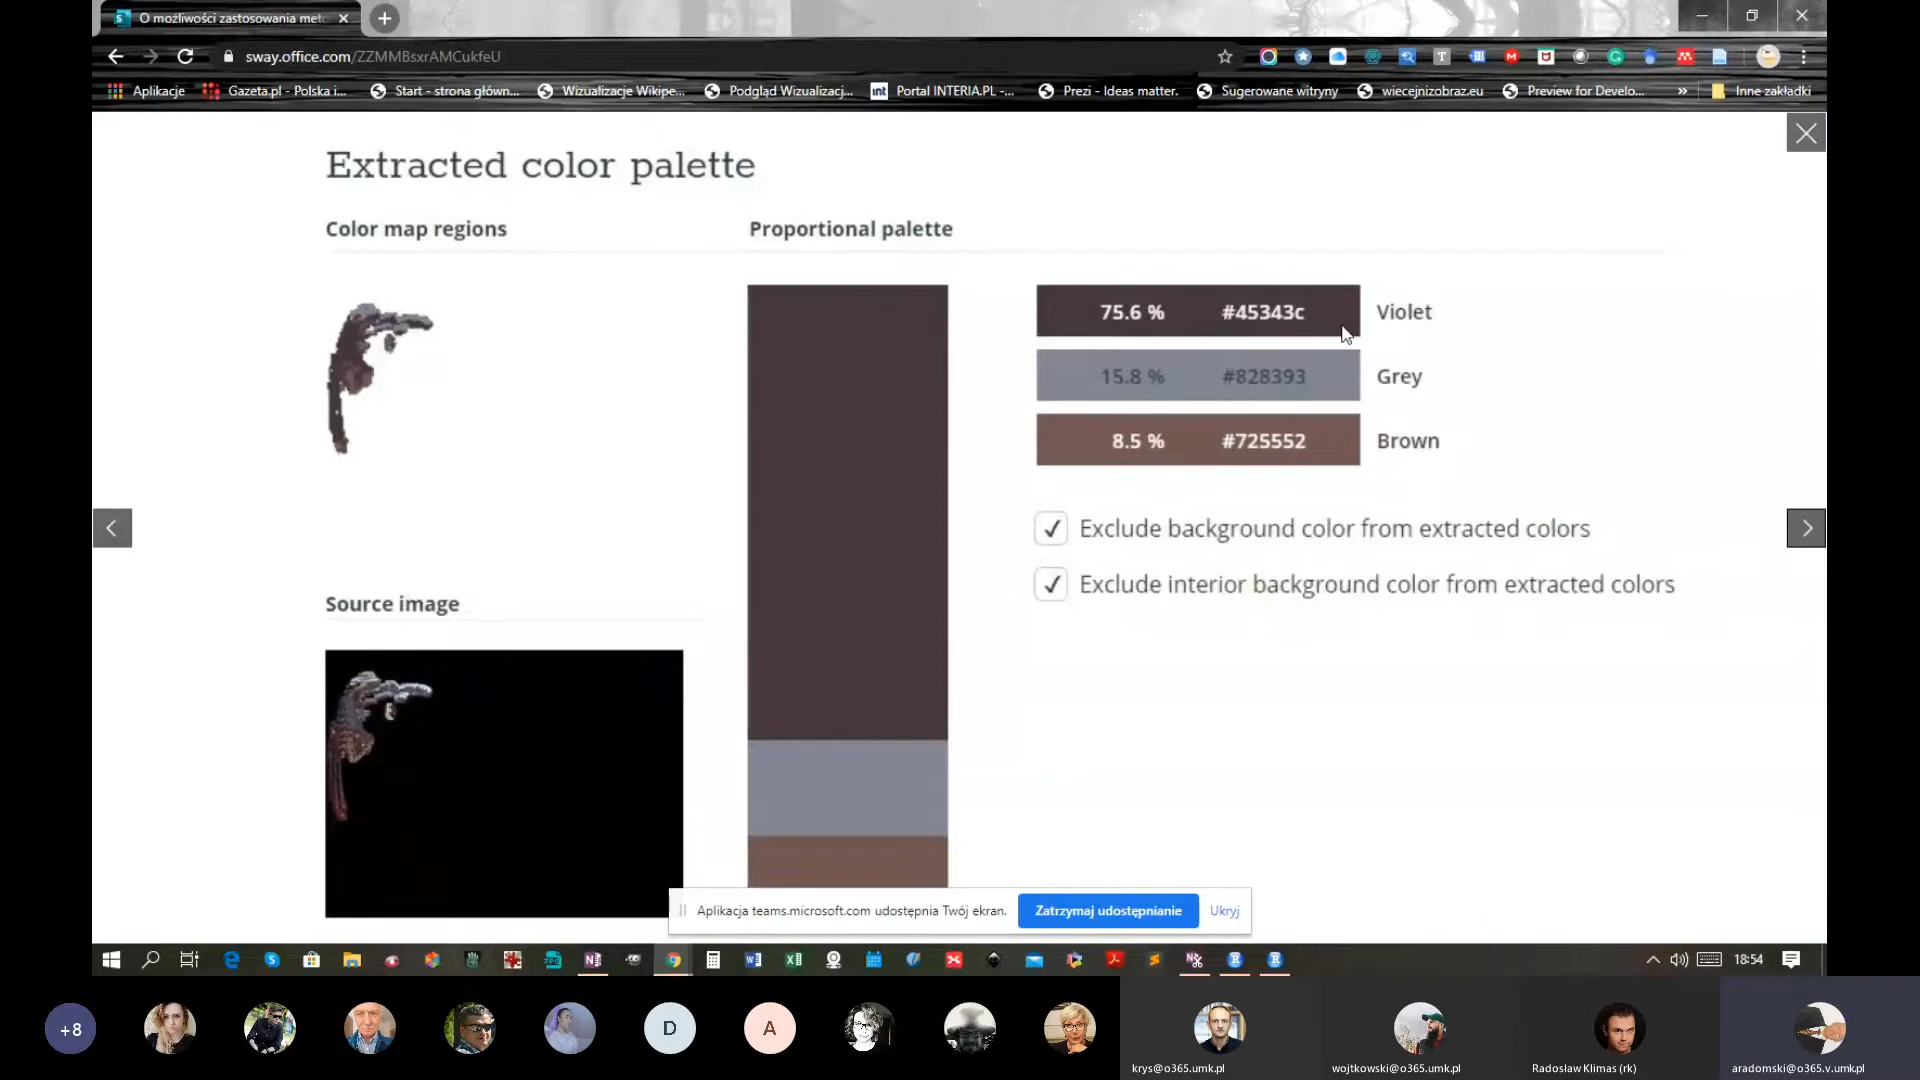 O możliwości zastosowania met
sway.office.com/ZZMMBsxrAMCukfeU
Aplikacje
Gazeta.pl - Polska i...
Start - strona główn...
Wizualizacje Wikipe...
Podgląd Wizualizacj...
int
Portal INTERIA.PL -...
Prezi - Ideas matter.
Sugerowane witryny
wiecejnizobraz.eu
Preview for Develo...
»
Inne zakładki
Extracted color palette
Color map regions
Proportional palette
75.6 % #45343c Violet
15.8 % #828393 Grey
8.5 % #725552 Brown
Exclude background color from extracted colors
Exclude interior background color from extracted colors
Source image
Aplikacja teams.microsoft.com udostępnia Twój ekran.
Zatrzymaj udostępnianie
Ukryj
18:54
+8
D
A
krys@o365.umk.pl
wojtkowski@o365.umk.pl
Radosław Klimas (rk)
aradomski@o365.v.umk.pl